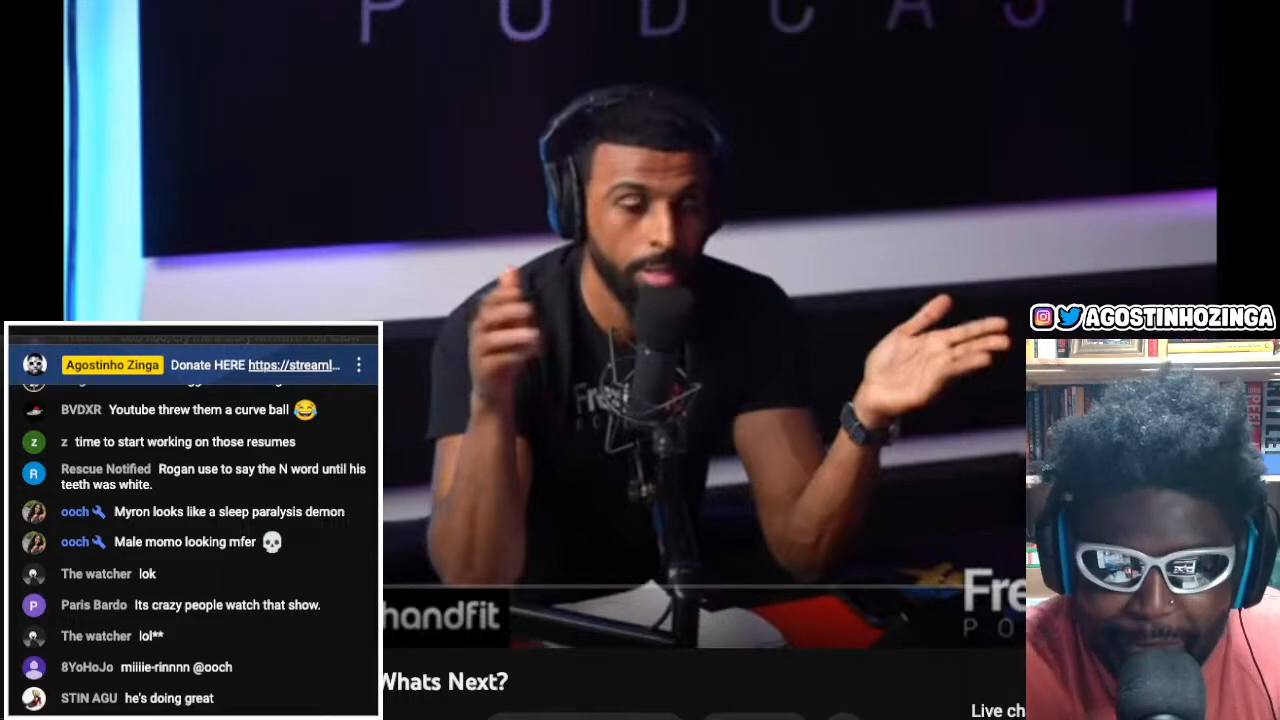 PODCAST
Fres
handfit
Fre
PO
Whats Next?
Live ch
AGOSTINHOZINGA
Agostinho Zinga Donate HERE https://streaml...
BVDXR Youtube threw them a curve ball 😂
z z time to start working on those resumes
R Rescue Notified Rogan use to say the N word until his
teeth was white.
ooch Myron looks like a sleep paralysis demon
ooch Male momo looking mfer 💀
The watcher lok
P Paris Bardo Its crazy people watch that show.
The watcher lol**
8YoHoJo miiiie-rinnnn @ooch
STIN AGU he's doing great